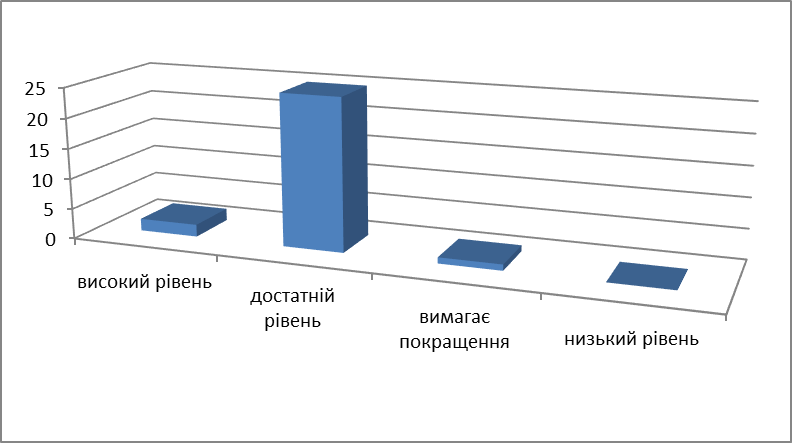 25
20
15
10
5
0
високий рівень
достатній
рівень
вимагає
покращення
низький рівень